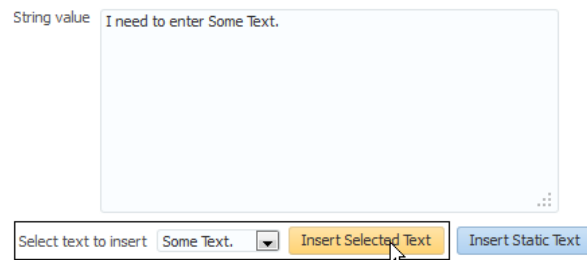 String value
I need to enter Some Text.
Select text to insert Some Text. Insert Selected Text Insert Static Text